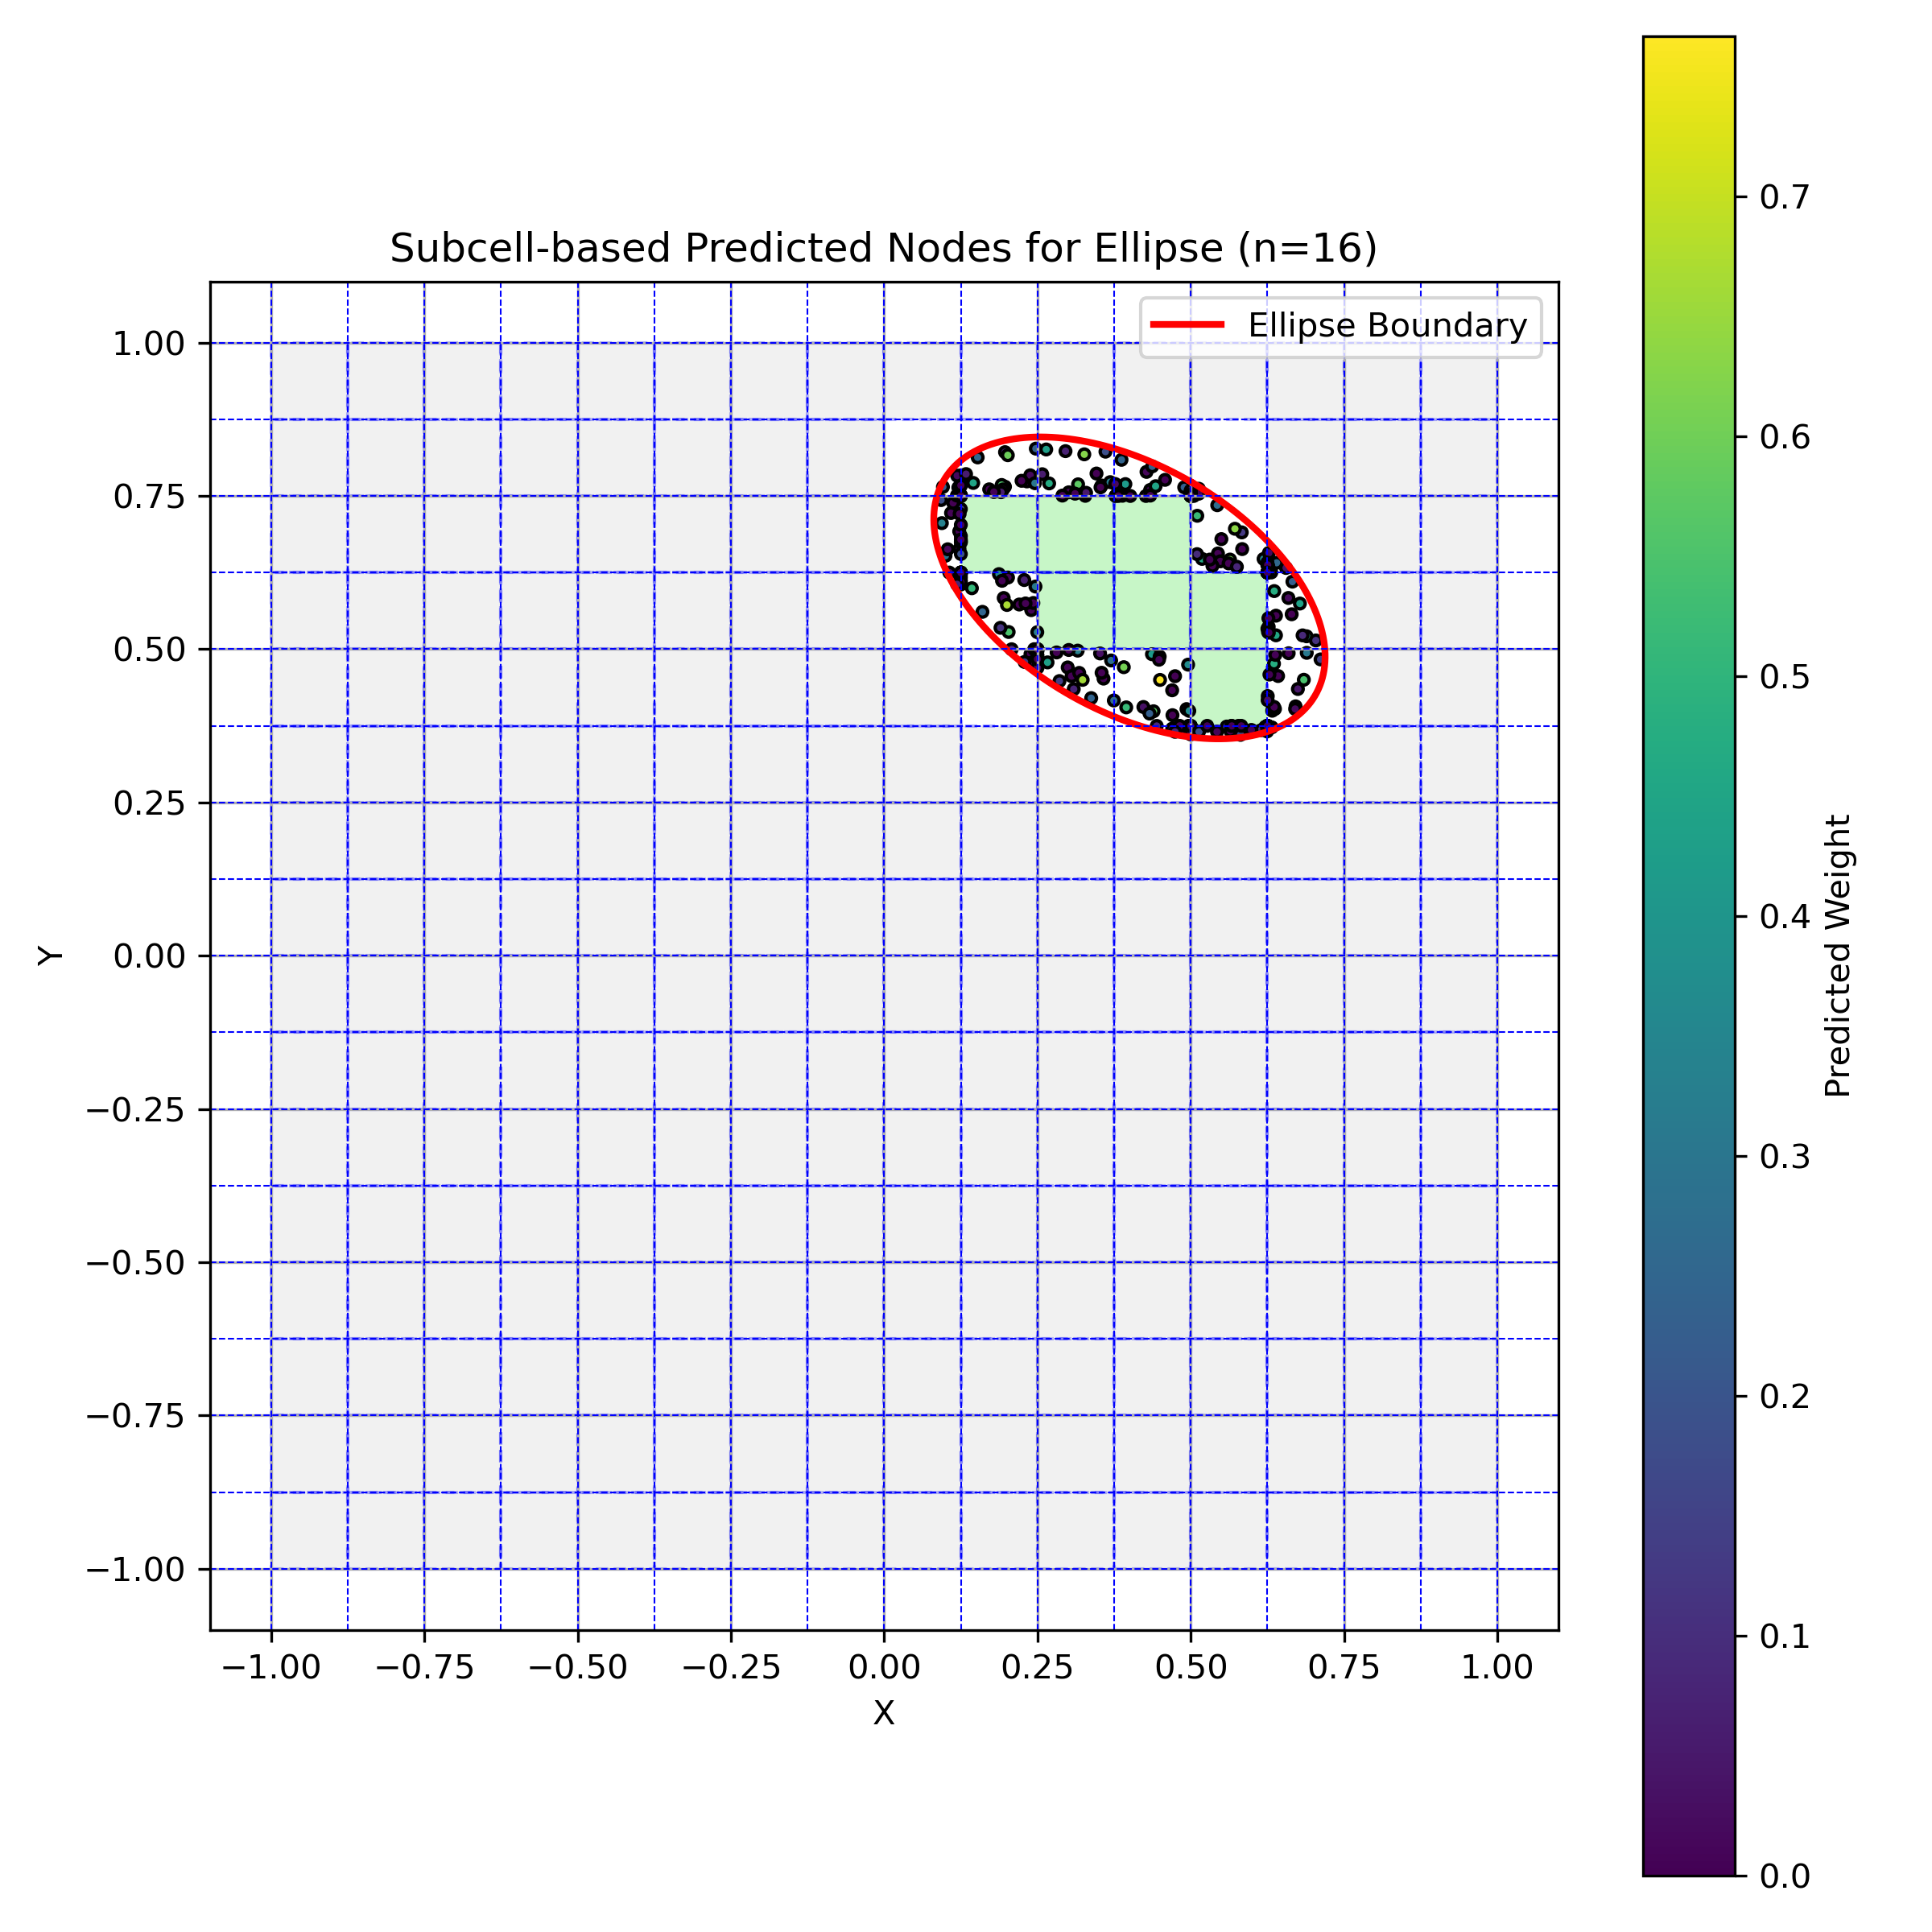 Subcell-based Predicted Nodes for Ellipse (n=16)
Ellipse Boundary
1.00
0.75
0.50
0.25
0.00
−0.25
−0.50
−0.75
−1.00
Y
−1.00 −0.75 −0.50 −0.25 0.00 0.25 0.50 0.75 1.00
X
0.7
0.6
0.5
0.4
0.3
0.2
0.1
0.0
Predicted Weight